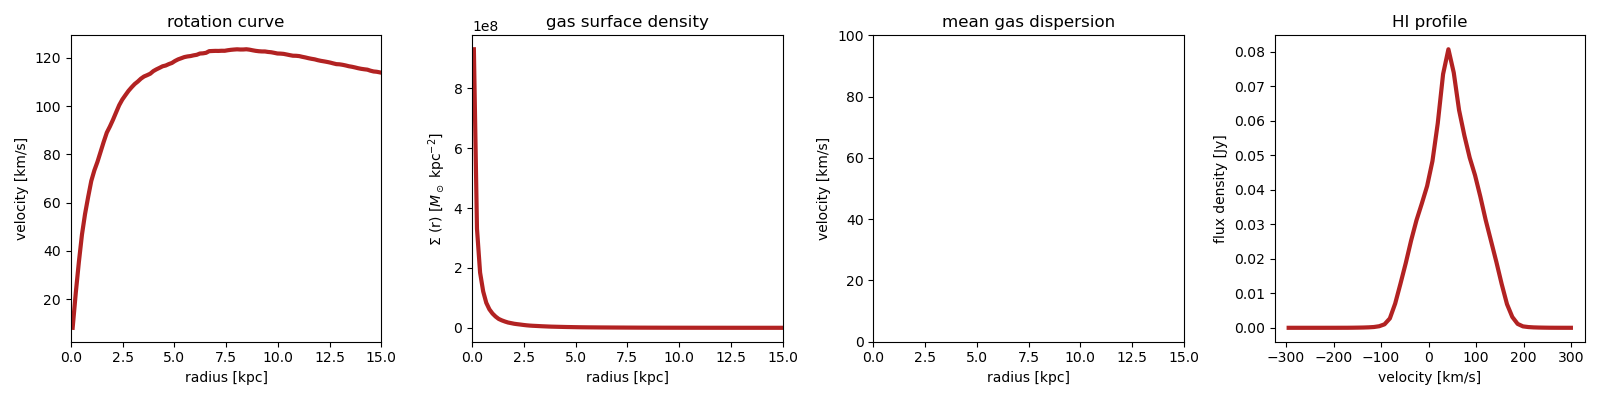 rotation curve
velocity [km/s]
120
100
80
60
40
20
0.0 2.5 5.0 7.5 10.0 12.5 15.0
radius [kpc]
gas surface density
1e8
Σ (r) [M⊙ kpc⁻²]
8
6
4
2
0
0.0 2.5 5.0 7.5 10.0 12.5 15.0
radius [kpc]
mean gas dispersion
velocity [km/s]
100
80
60
40
20
0
0.0 2.5 5.0 7.5 10.0 12.5 15.0
radius [kpc]
HI profile
flux density [Jy]
0.08
0.07
0.06
0.05
0.04
0.03
0.02
0.01
0.00
−300 −200 −100 0 100 200 300
velocity [km/s]